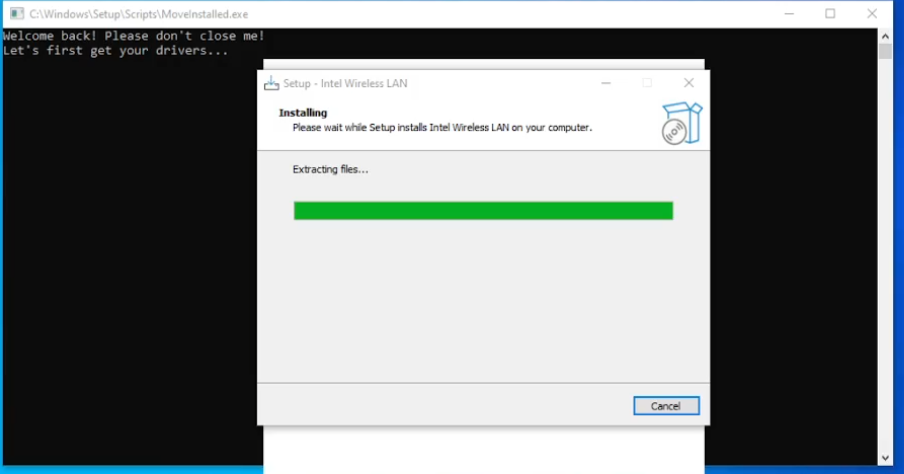 C:\Windows\Setup\Scripts\MoveInstalled.exe
Welcome back! Please don't close me!
Let's first get your drivers...
Setup - Intel Wireless LAN
Installing
Please wait while Setup installs Intel Wireless LAN on your computer.
Extracting files...
Cancel